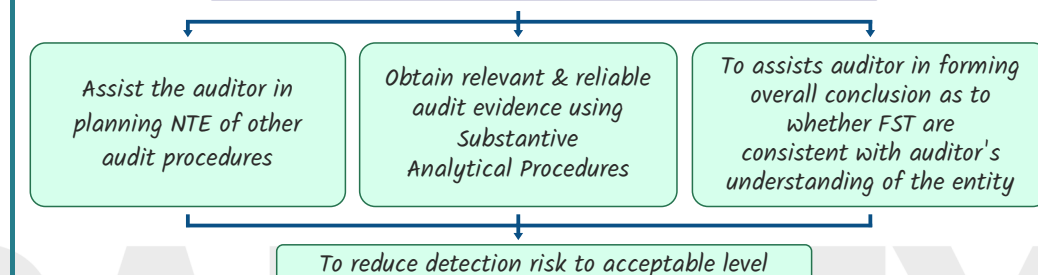 Assist the auditor in
planning NTE of other
audit procedures
Obtain relevant & reliable
audit evidence using
Substantive
Analytical Procedures
To assists auditor in forming
overall conclusion as to
whether FST are
consistent with auditor's
understanding of the entity
To reduce detection risk to acceptable level